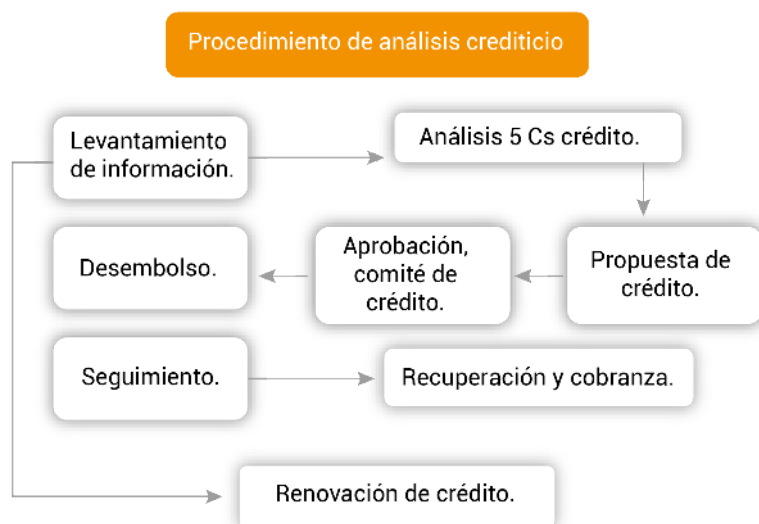 Procedimiento de análisis crediticio
Levantamiento
de información.
Análisis 5 Cs crédito.
Propuesta de
crédito.
Aprobación,
comité de
crédito.
Desembolso.
Seguimiento.
Recuperación y cobranza.
Renovación de crédito.